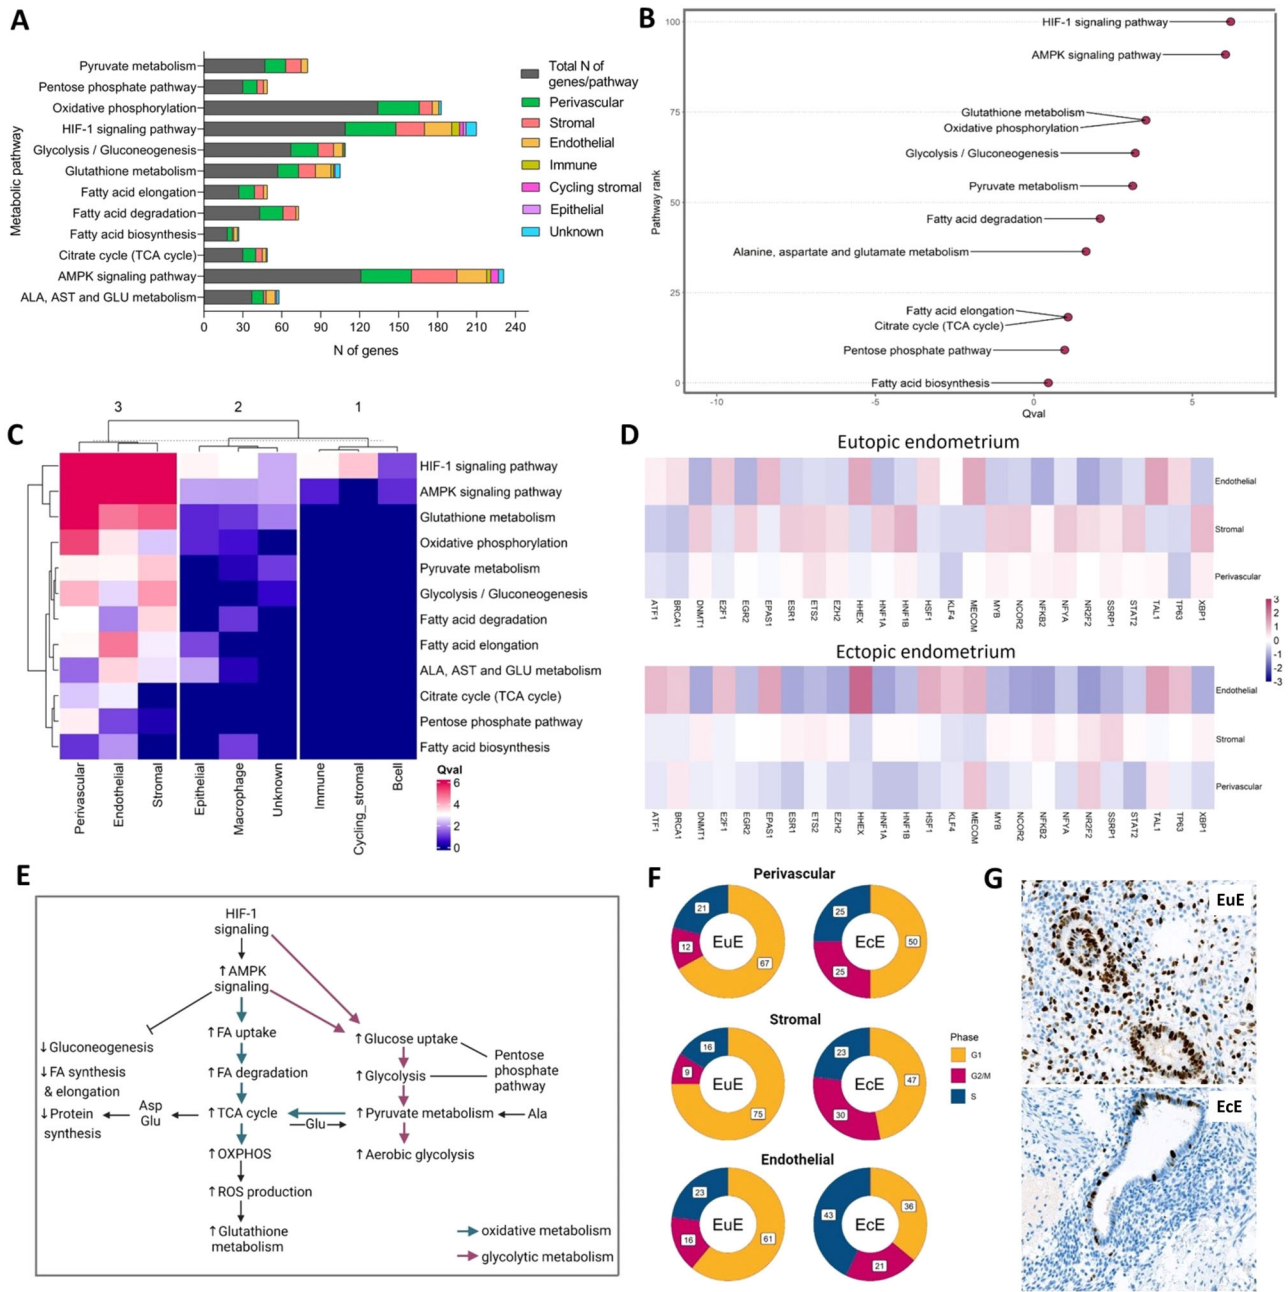 A
Metabolic pathway
Pyruvate metabolism
Pentose phosphate pathway
Oxidative phosphorylation
HIF-1 signaling pathway
Glycolysis / Gluconeogenesis
Glutathione metabolism
Fatty acid elongation
Fatty acid degradation
Fatty acid biosynthesis
Citrate cycle (TCA cycle)
AMPK signaling pathway
ALA, AST and GLU metabolism
0 30 60 90 120 150 180 210 240
N of genes
Total N of
genes/pathway
Perivascular
Stromal
Endothelial
Immune
Cycling stromal
Epithelial
Unknown
B
Pathway rank
100
75
50
25
0
HIF-1 signaling pathway
AMPK signaling pathway
Glutathione metabolism
Oxidative phosphorylation
Glycolysis / Gluconeogenesis
Pyruvate metabolism
Fatty acid degradation
Alanine, aspartate and glutamate metabolism
Fatty acid elongation
Citrate cycle (TCA cycle)
Pentose phosphate pathway
Fatty acid biosynthesis
-10 -5 0 5
Qval
C
3 2 1
HIF-1 signaling pathway
AMPK signaling pathway
Glutathione metabolism
Oxidative phosphorylation
Pyruvate metabolism
Glycolysis / Gluconeogenesis
Fatty acid degradation
Fatty acid elongation
ALA, AST and GLU metabolism
Citrate cycle (TCA cycle)
Pentose phosphate pathway
Fatty acid biosynthesis
Perivascular
Endothelial
Stromal
Epithelial
Macrophage
Unknown
Immune
Cycling_stromal
Bcell
Qval
6
4
2
0
D
Eutopic endometrium
Endothelial
Stromal
Perivascular
ATF1 BRCA1 DNMT1 E2F1 EGR2 EPAS1 ESR1 ETS2 EZH2 HHEX HNF1A HNF1B HSF1 KLF4 MECOM MYB NCOR2 NFKB2 NFYA NR2F2 SSRP1 STAT2 TAL1 TP63 XBP1
Ectopic endometrium
Endothelial
Stromal
Perivascular
ATF1 BRCA1 DNMT1 E2F1 EGR2 EPAS1 ESR1 ETS2 EZH2 HHEX HNF1A HNF1B HSF1 KLF4 MECOM MYB NCOR2 NFKB2 NFYA NR2F2 SSRP1 STAT2 TAL1 TP63 XBP1
3
2
1
0
-1
-2
-3
E
HIF-1
signaling
↑AMPK
signaling
↓Gluconeogenesis
↓FA synthesis
& elongation
↓Protein
synthesis
Asp
Glu
↑FA uptake
↑FA degradation
↑TCA cycle
↑OXPHOS
↑ROS production
↑Glutathione
metabolism
Glu
↑Glucose uptake
↑Glycolysis
↑Pyruvate metabolism
↑Aerobic glycolysis
Pentose
phosphate
pathway
Ala
oxidative metabolism
glycolytic metabolism
F
Perivascular
21
12
67
EuE
25
25
50
EcE
Stromal
16
9
75
EuE
23
30
47
EcE
Endothelial
23
16
61
EuE
43
21
36
EcE
Phase
G1
G2/M
S
G
EuE
EcE